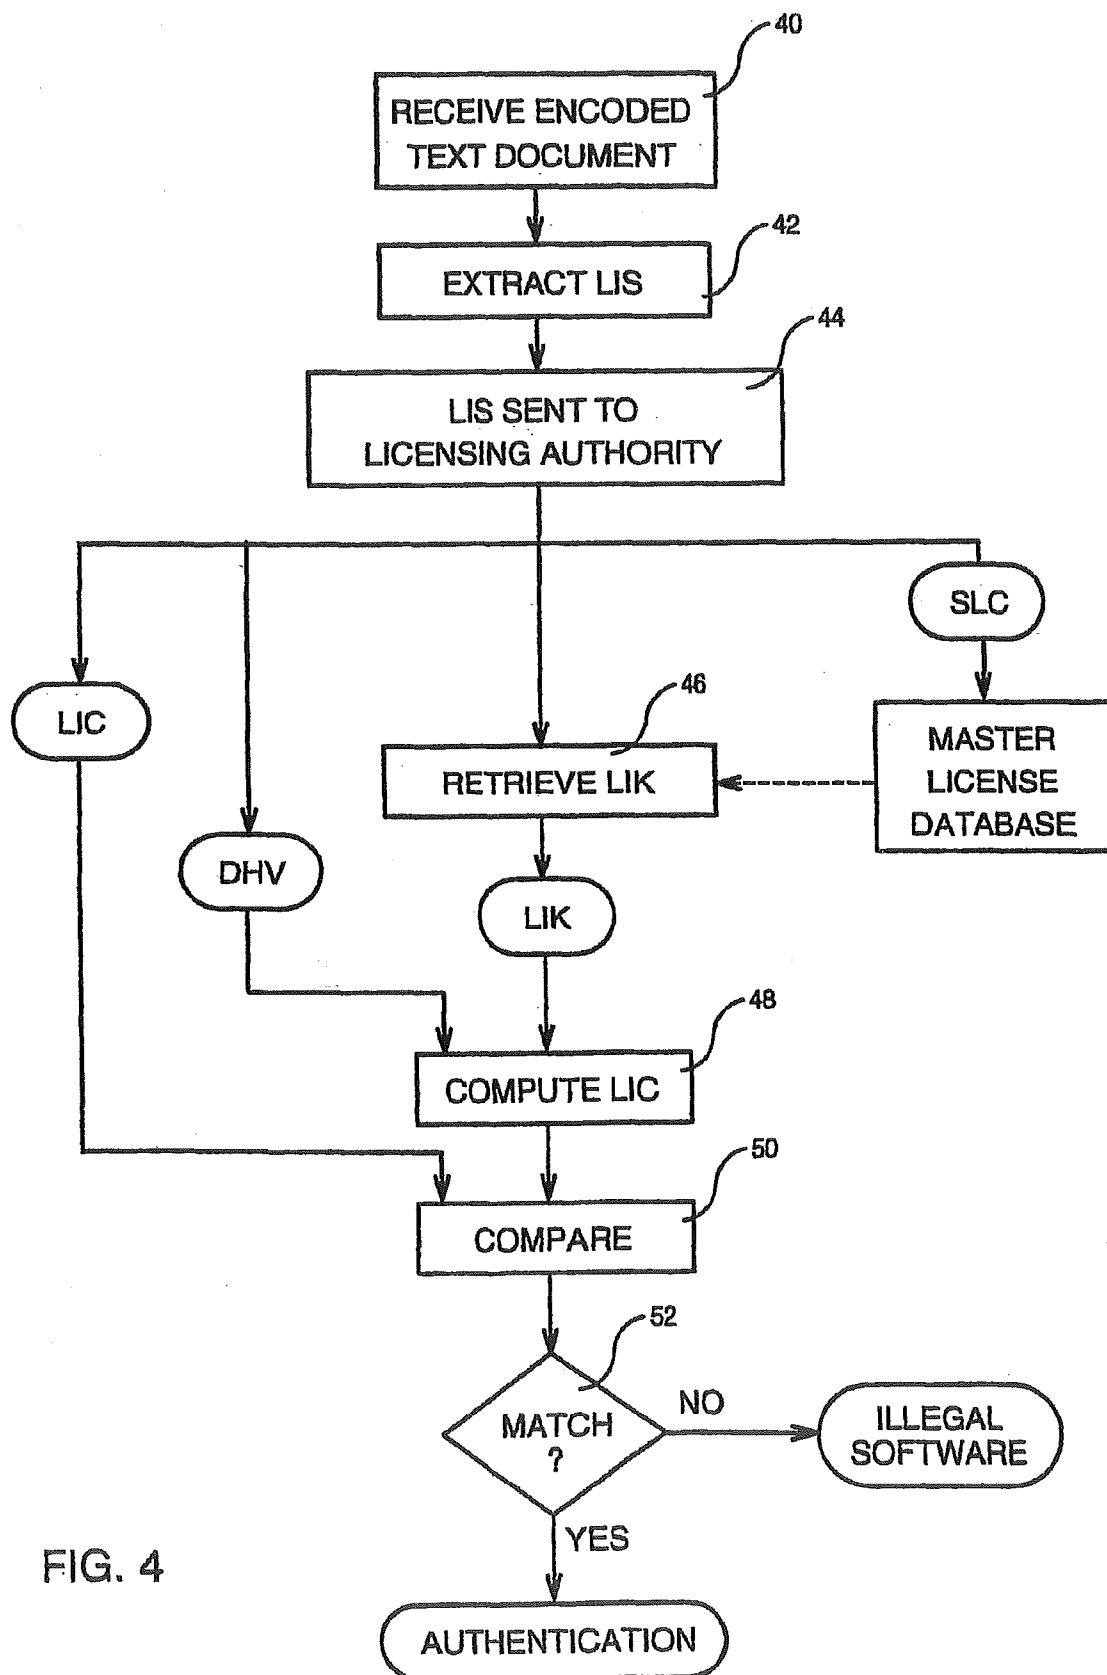 40
RECEIVE ENCODED
TEXT DOCUMENT
42
EXTRACT LIS
44
LIS SENT TO
LICENSING AUTHORITY
SLC
LIC
46
RETRIEVE LIK
MASTER
LICENSE
DATABASE
DHV
LIK
48
COMPUTE LIC
50
COMPARE
52
MATCH
?
NO
ILLEGAL
SOFTWARE
YES
FIG. 4
AUTHENTICATION